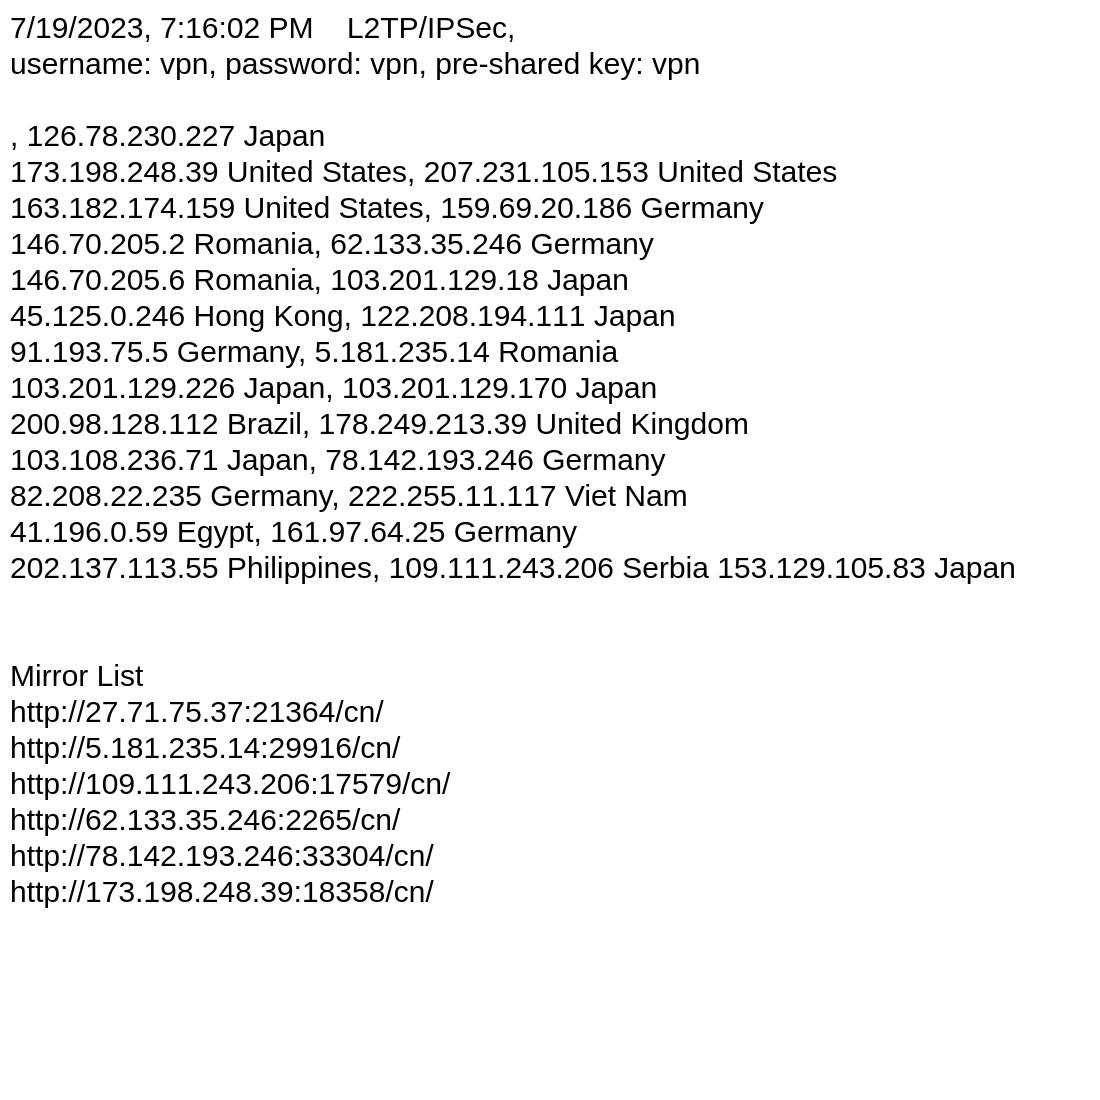 7/19/2023, 7:16:02 PM    L2TP/IPSec,
username: vpn, password: vpn, pre-shared key: vpn
, 126.78.230.227 Japan
173.198.248.39 United States, 207.231.105.153 United States
163.182.174.159 United States, 159.69.20.186 Germany
146.70.205.2 Romania, 62.133.35.246 Germany
146.70.205.6 Romania, 103.201.129.18 Japan
45.125.0.246 Hong Kong, 122.208.194.111 Japan
91.193.75.5 Germany, 5.181.235.14 Romania
103.201.129.226 Japan, 103.201.129.170 Japan
200.98.128.112 Brazil, 178.249.213.39 United Kingdom
103.108.236.71 Japan, 78.142.193.246 Germany
82.208.22.235 Germany, 222.255.11.117 Viet Nam
41.196.0.59 Egypt, 161.97.64.25 Germany
202.137.113.55 Philippines, 109.111.243.206 Serbia 153.129.105.83 Japan
Mirror List
http://27.71.75.37:21364/cn/
http://5.181.235.14:29916/cn/
http://109.111.243.206:17579/cn/
http://62.133.35.246:2265/cn/
http://78.142.193.246:33304/cn/
http://173.198.248.39:18358/cn/